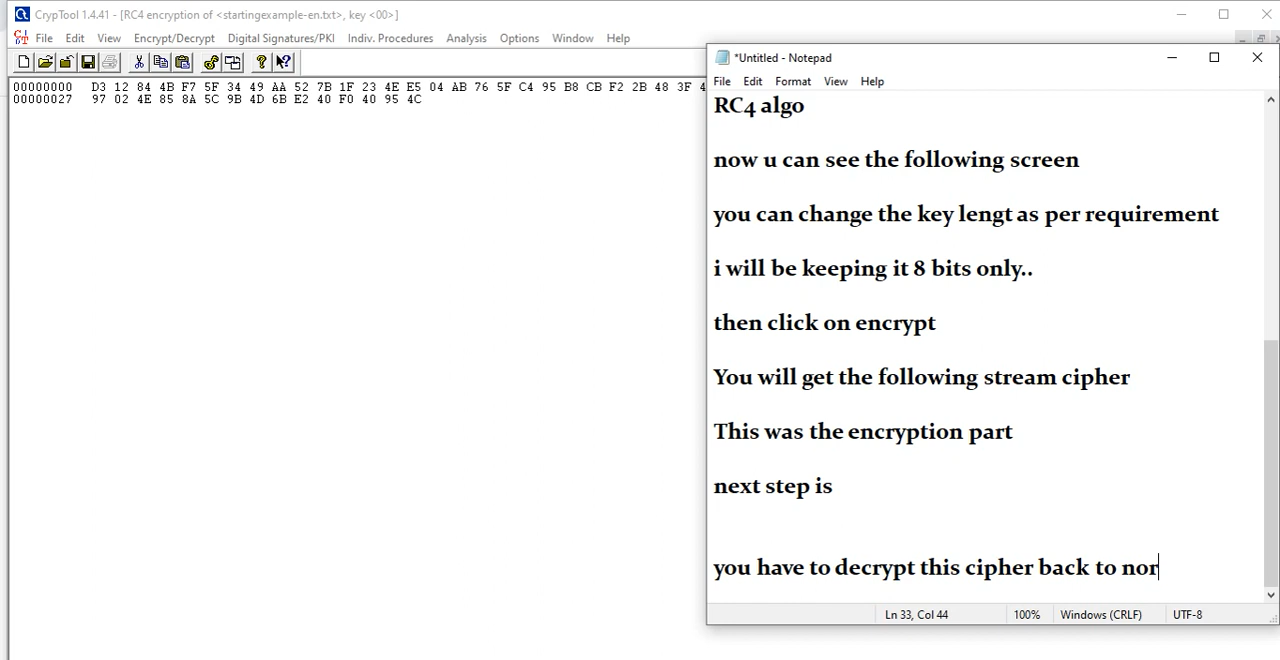 CrypTool 1.4.41 - [RC4 encryption of <startingexample-en.txt>, key <00>]
File Edit View Encrypt/Decrypt Digital Signatures/PKI Indiv. Procedures Analysis Options Window Help
00000000 D3 12 84 4B F7 5F 34 49 AA 52 7B 1F 23 4E E5 04 AB 76 5F C4 95 B8 CB F2 2B 48 3F 4
00000027 97 02 4E 85 8A 5C 9B 4D 6B E2 40 F0 40 95 4C
*Untitled - Notepad
File Edit Format View Help
RC4 algo
now u can see the following screen
you can change the key lengt as per requirement
i will be keeping it 8 bits only..
then click on encrypt
You will get the following stream cipher
This was the encryption part
next step is
you have to decrypt this cipher back to nor
Ln 33, Col 44 100% Windows (CRLF) UTF-8